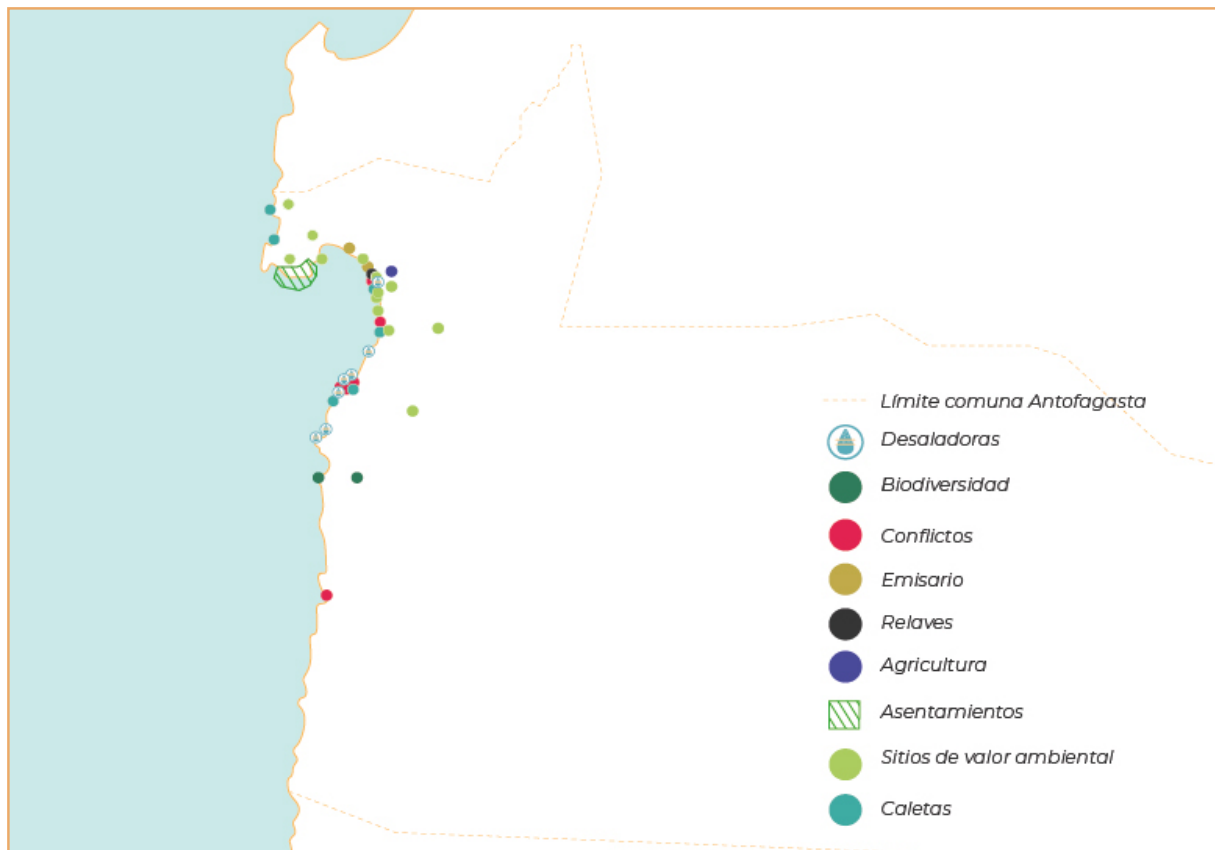 Límite comuna Antofagasta
Desaladoras
Biodiversidad
Conflictos
Emisario
Relaves
Agricultura
Asentamientos
Sitios de valor ambiental
Caletas